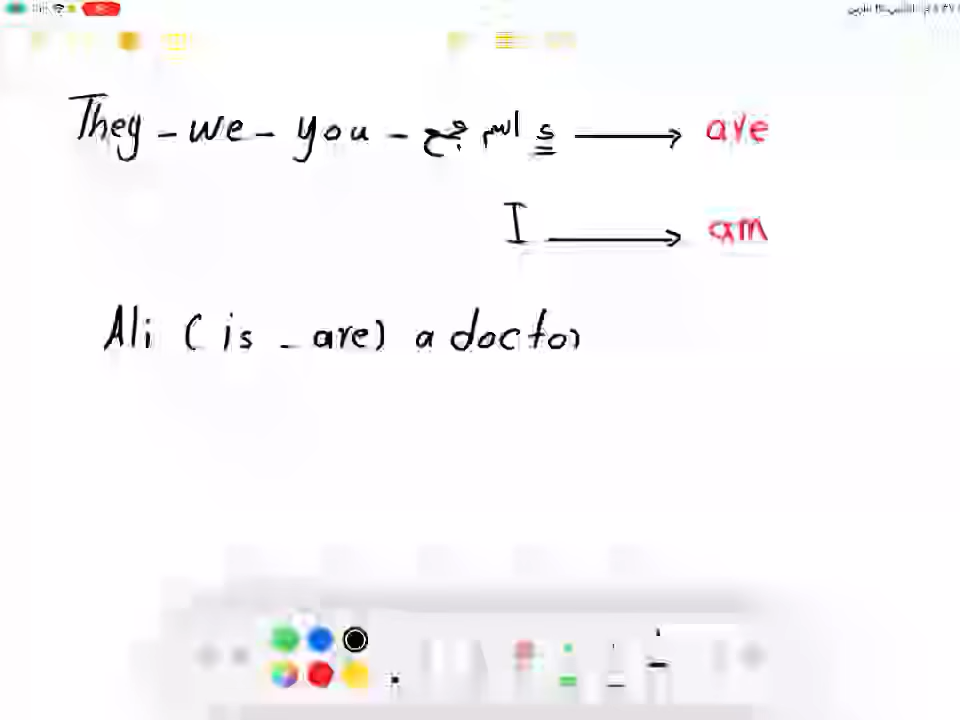 They - we - you - اسم جمع s → are
I → am
Ali ( is - are ) a doctor